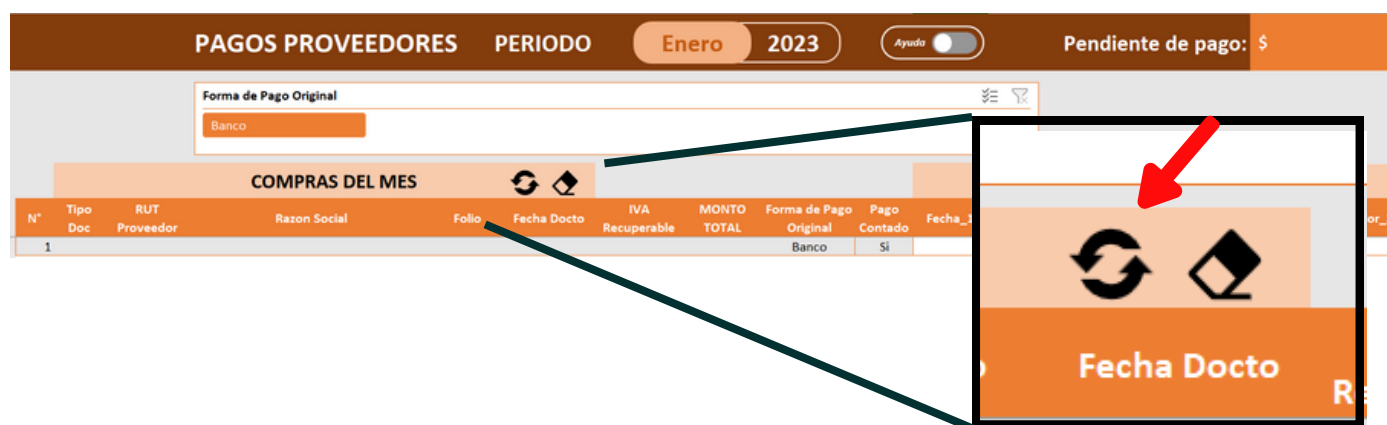 PAGOS PROVEEDORES PERIODO Enero 2023 Ayuda Pendiente de pago: $
Forma de Pago Original
Banco
COMPRAS DEL MES
N° Tipo Doc RUT Proveedor Razon Social Folio Fecha Docto IVA Recuperable MONTO TOTAL Forma de Pago Original Pago Contado Fecha_1
1 Banco Si
Fecha Docto